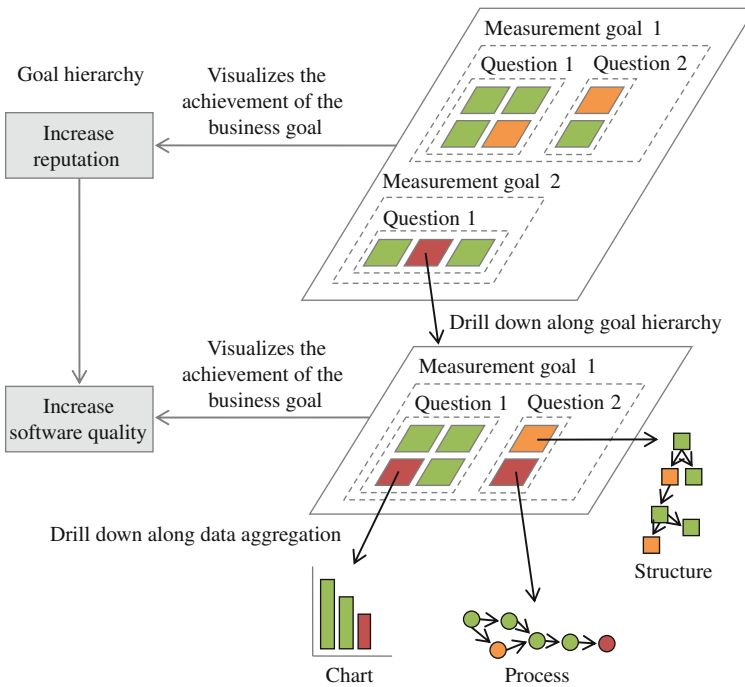 Goal hierarchy
Increase
reputation
Visualizes the
achievement of the
business goal
Measurement goal 1
Question 1
Question 2
Measurement goal 2
Question 1
Drill down along goal hierarchy
Increase
software quality
Visualizes the
achievement of the
business goal
Measurement goal 1
Question 1
Question 2
Drill down along data aggregation
Chart
Process
Structure